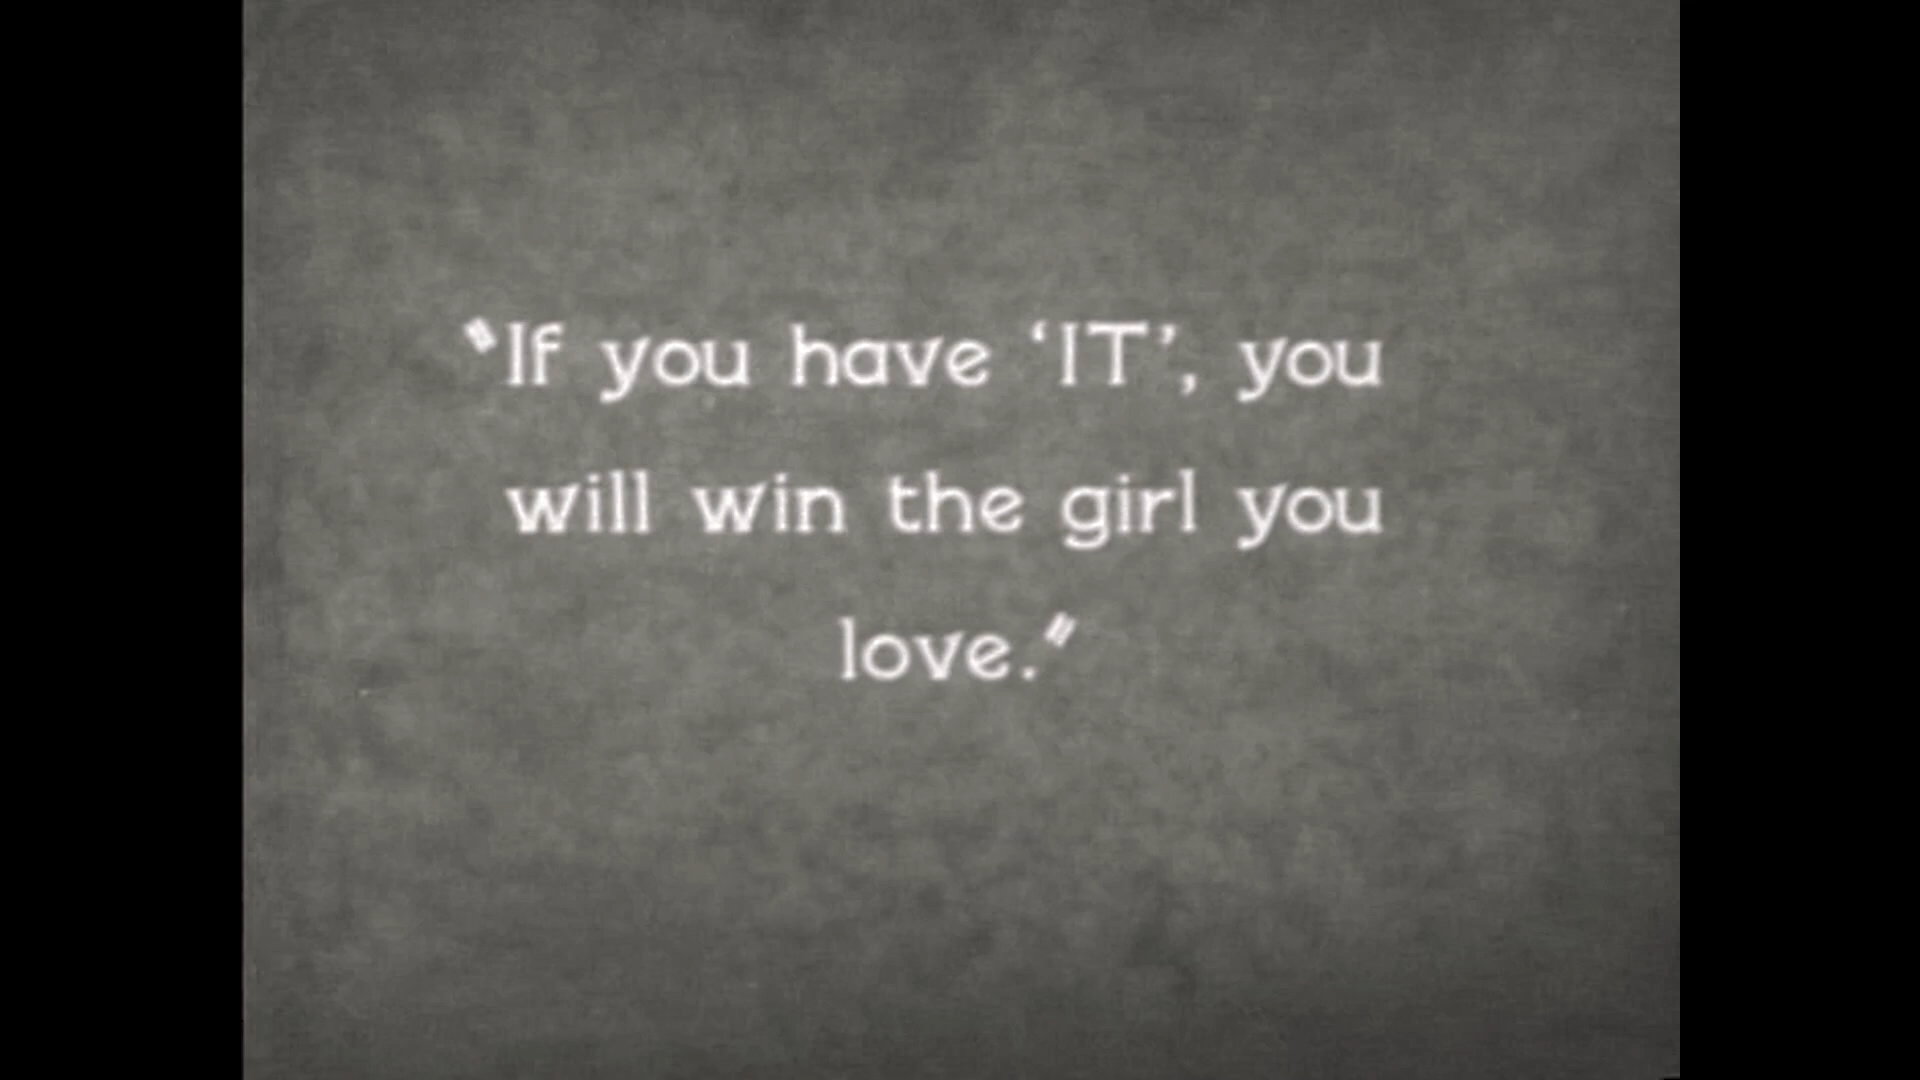 “If you have ‘IT’, you
will win the girl you
love.”